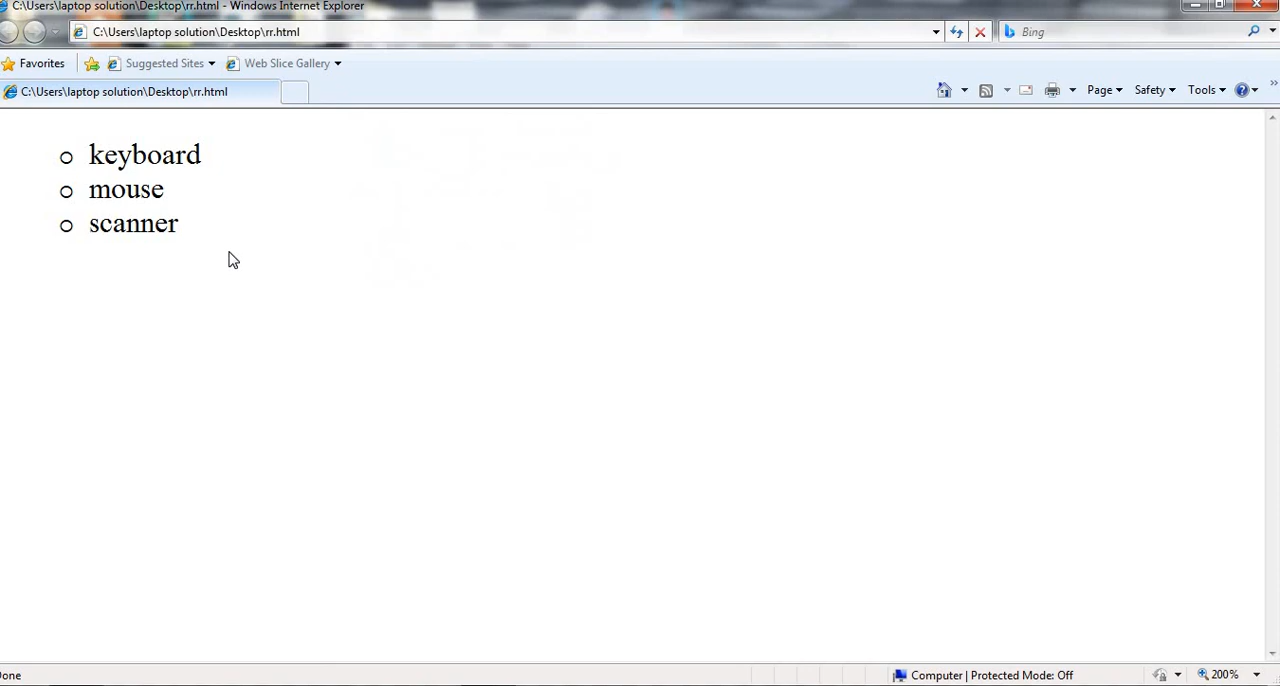 C:\Users\laptop solution\Desktop\rr.html - Windows Internet Explorer
C:\Users\laptop solution\Desktop\rr.html
Bing
Favorites
Suggested Sites
Web Slice Gallery
C:\Users\laptop solution\Desktop\rr.html
Page
Safety
Tools
keyboard
mouse
scanner
one
Computer | Protected Mode: Off
200%